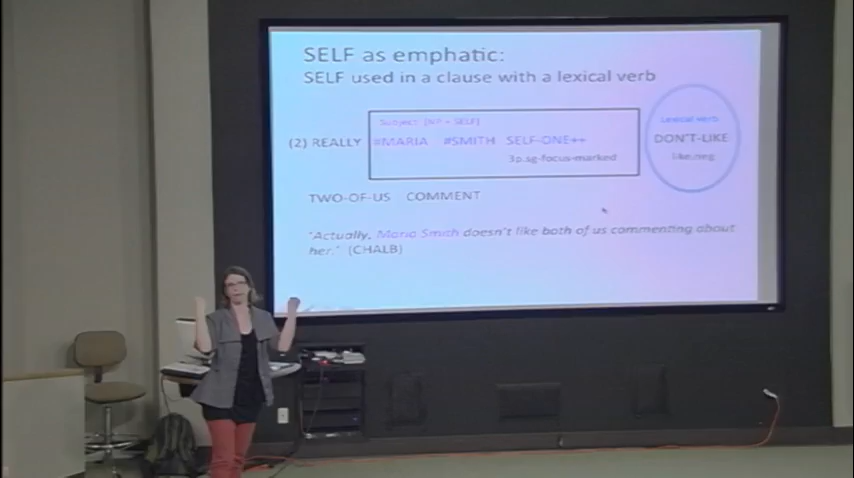 SELF as emphatic:
SELF used in a clause with a lexical verb
Subject: [NP + SELF]
Lexical verb
(2) REALLY #MARIA #SMITH SELF-ONE++ DON'T-LIKE
3p.sg-focus-marked like.neg
TWO-OF-US COMMENT
"Actually, Maria Smith doesn't like both of us commenting about
her." (CHALB)